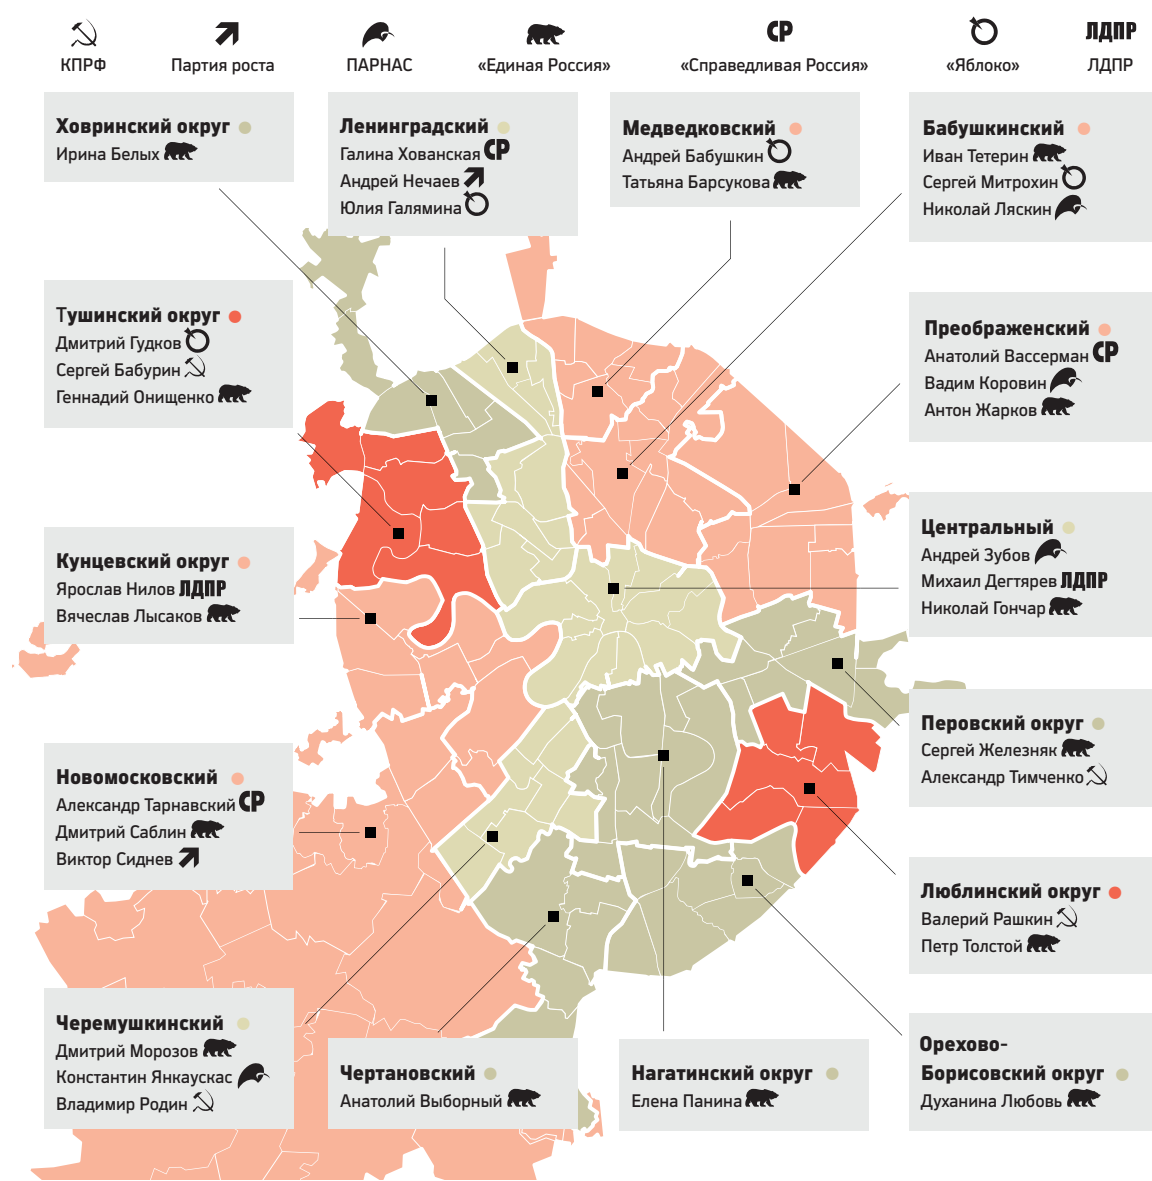 СР
ЛДПР
КПРФ
Партия роста
ПАРНАС
«Единая Россия»
«Справедливая Россия»
«Яблоко»
ЛДПР
Ховринский округ
Ирина Белых
Ленинградский
Галина Хованская СР
Андрей Нечаев
Юлия Галямина
Медведковский
Андрей Бабушкин
Татьяна Барсукова
Бабушкинский
Иван Тетерин
Сергей Митрохин
Николай Ляскин
Тушинский округ
Дмитрий Гудков
Сергей Бабурин
Геннадий Онищенко
Преображенский
Анатолий Вассерман СР
Вадим Коровин
Антон Жарков
Кунцевский округ
Ярослав Нилов ЛДПР
Вячеслав Лысаков
Центральный
Андрей Зубов
Михаил Дегтярев ЛДПР
Николай Гончар
Новомосковский
Александр Тарнавский СР
Дмитрий Саблин
Виктор Сиднев
Перовский округ
Сергей Железняк
Александр Тимченко
Люблинский округ
Валерий Рашкин
Петр Толстой
Черемушкинский
Дмитрий Морозов
Константин Янкаускас
Владимир Родин
Чертановский
Анатолий Выборный
Нагатинский округ
Елена Панина
Орехово-
Борисовский округ
Духанина Любовь